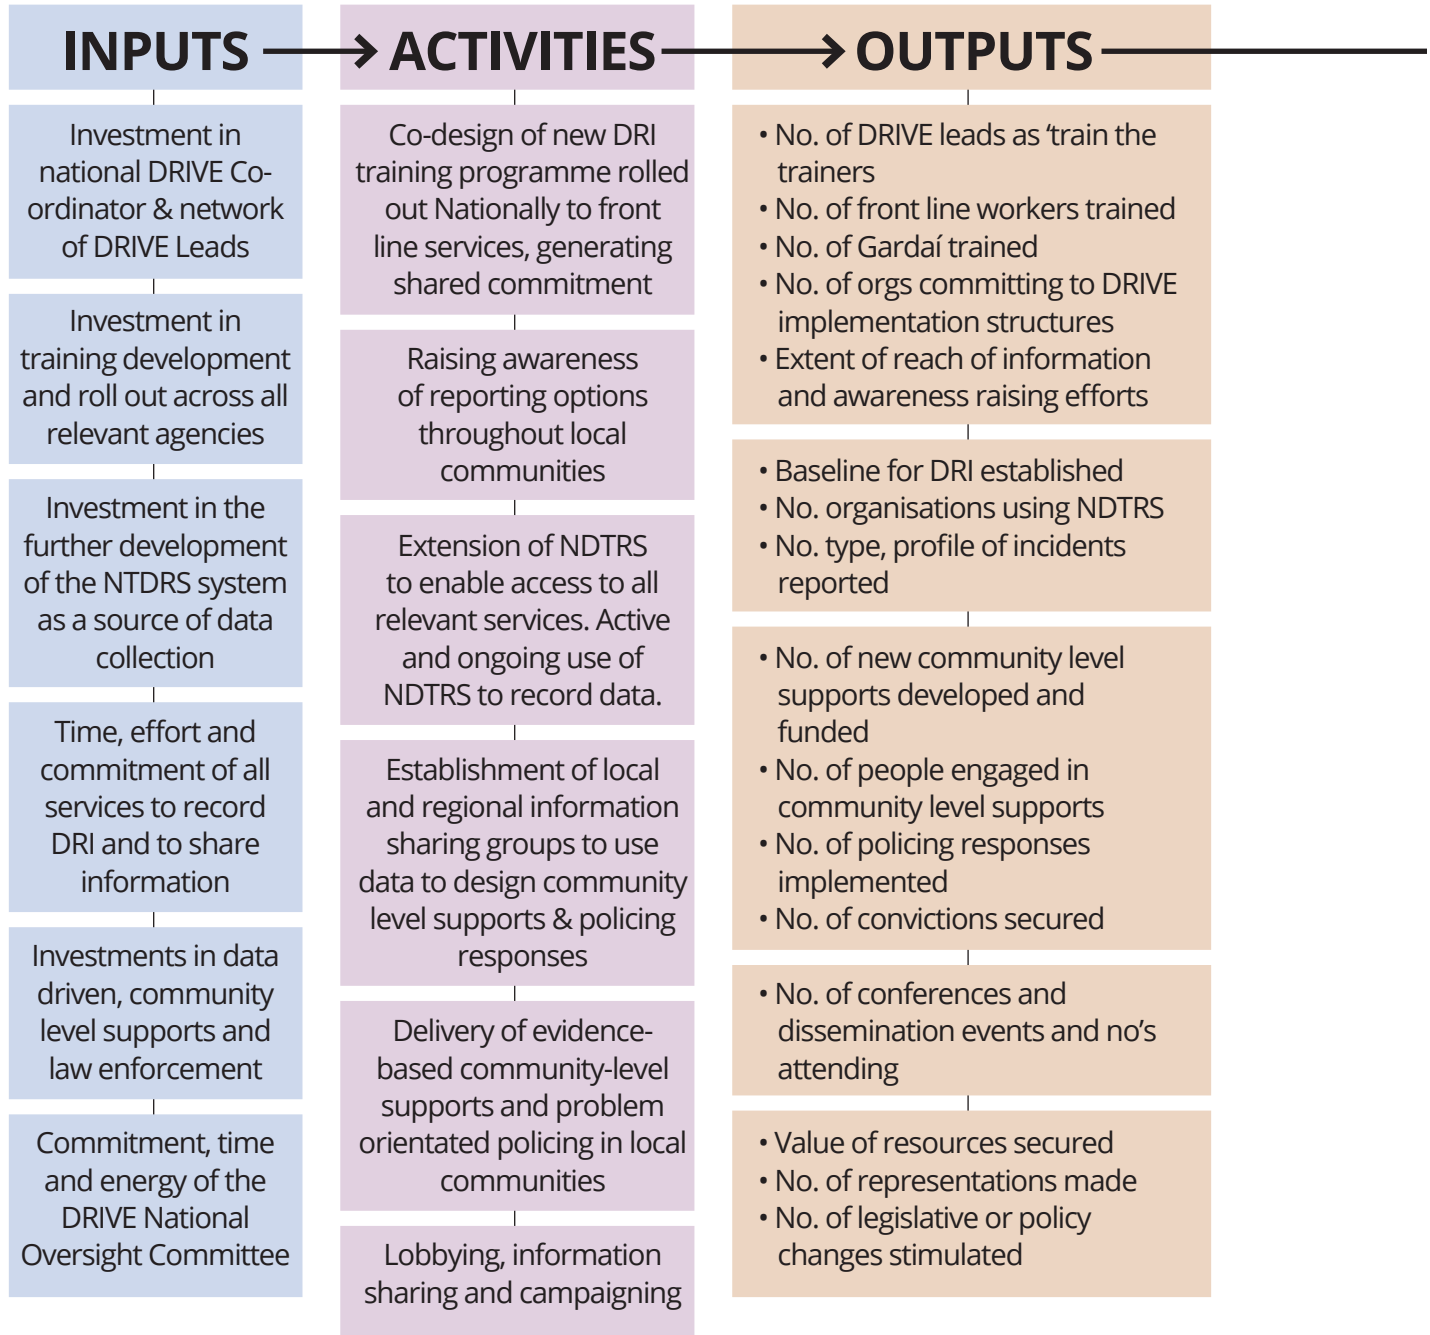 INPUTS
Investment in
national DRIVE Co-
ordinator & network
of DRIVE Leads
Investment in
training development
and roll out across all
relevant agencies
Investment in the
further development
of the NTDRS system
as a source of data
collection
Time, effort and
commitment of all
services to record
DRI and to share
information
Investments in data
driven, community
level supports and
law enforcement
Commitment, time
and energy of the
DRIVE National
Oversight Committee
ACTIVITIES
Co-design of new DRI
training programme rolled
out Nationally to front
line services, generating
shared commitment
Raising awareness
of reporting options
throughout local
communities
Extension of NDTRS
to enable access to all
relevant services. Active
and ongoing use of
NDTRS to record data.
Establishment of local
and regional information
sharing groups to use
data to design community
level supports & policing
responses
Delivery of evidence-
based community-level
supports and problem
orientated policing in local
communities
Lobbying, information
sharing and campaigning
OUTPUTS
• No. of DRIVE leads as ‘train the
trainers
• No. of front line workers trained
• No. of Gardaí trained
• No. of orgs committing to DRIVE
implementation structures
• Extent of reach of information
and awareness raising efforts
• Baseline for DRI established
• No. organisations using NDTRS
• No. type, profile of incidents
reported
• No. of new community level
supports developed and
funded
• No. of people engaged in
community level supports
• No. of policing responses
implemented
• No. of convictions secured
• No. of conferences and
dissemination events and no’s
attending
• Value of resources secured
• No. of representations made
• No. of legislative or policy
changes stimulated